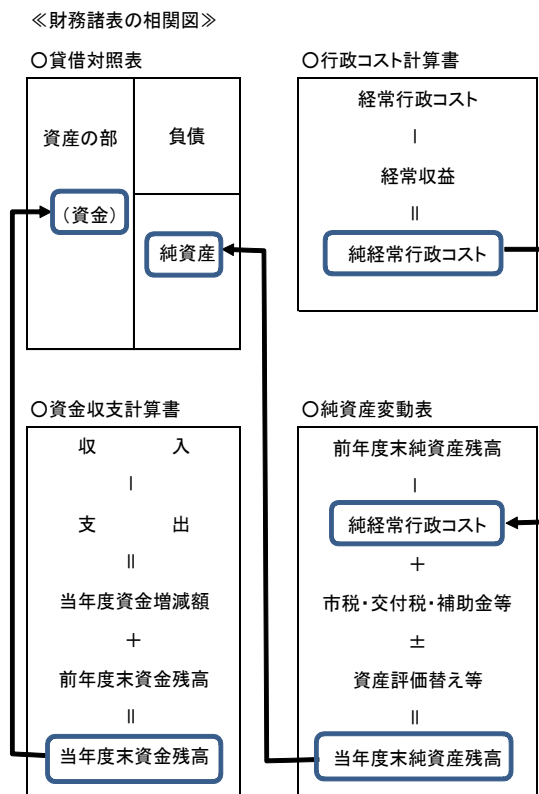 ≪財務諸表の相関図≫
○貸借対照表
資産の部
負債
（資金）
純資産
○行政コスト計算書
経常行政コスト
－
経常収益
＝
純経常行政コスト
○資金収支計算書
収　　　入
－
支　　　出
＝
当年度資金増減額
＋
前年度末資金残高
＝
当年度末資金残高
○純資産変動表
前年度末純資産残高
－
純経常行政コスト
＋
市税・交付税・補助金等
±
資産評価替え等
＝
当年度末純資産残高